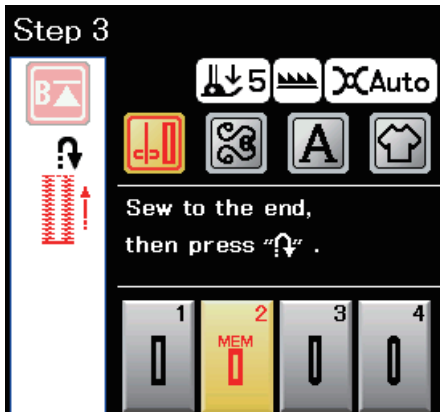 Step 3
B
5 Auto
A
Sew to the end,
then press “ ” .
1 2 3 4
MEM